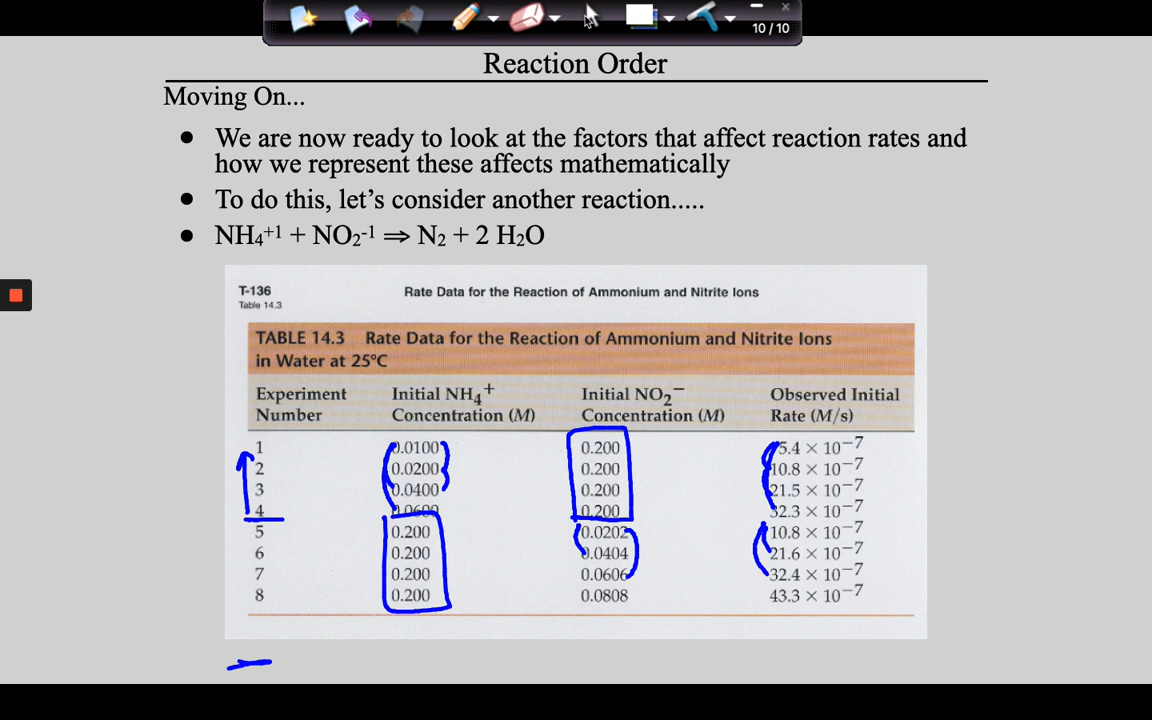 10 / 10
Reaction Order
Moving On...
● We are now ready to look at the factors that affect reaction rates and
how we represent these affects mathematically
● To do this, let's consider another reaction.....
● NH₄⁺¹ + NO₂⁻¹ ⇒ N₂ + 2 H₂O
T-136 Rate Data for the Reaction of Ammonium and Nitrite Ions
Table 14.3
TABLE 14.3 Rate Data for the Reaction of Ammonium and Nitrite Ions
in Water at 25°C
Experiment Initial NH₄⁺ Initial NO₂⁻ Observed Initial
Number Concentration (M) Concentration (M) Rate (M/s)
1 0.0100 0.200 5.4 × 10⁻⁷
2 0.0200 0.200 10.8 × 10⁻⁷
3 0.0400 0.200 21.5 × 10⁻⁷
4 0.0600 0.200 32.3 × 10⁻⁷
5 0.200 0.0202 10.8 × 10⁻⁷
6 0.200 0.0404 21.6 × 10⁻⁷
7 0.200 0.0606 32.4 × 10⁻⁷
8 0.200 0.0808 43.3 × 10⁻⁷